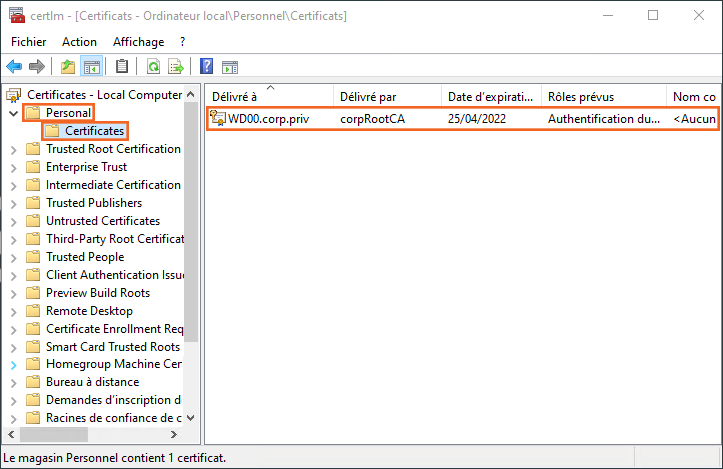 certlm - [Certificats - Ordinateur local\Personnel\Certificats]
Fichier Action Affichage ?
Certificates - Local Computer
Personal
Certificates
Trusted Root Certification
Enterprise Trust
Intermediate Certification
Trusted Publishers
Untrusted Certificates
Third-Party Root Certificat
Trusted People
Client Authentication Issue
Preview Build Roots
Remote Desktop
Certificate Enrollment Req
Smart Card Trusted Roots
Homegroup Machine Cer
Bureau à distance
Demandes d'inscription d
Racines de confiance de c
Délivré à Délivré par Date d'expirati... Rôles prévus Nom co
WD00.corp.priv corpRootCA 25/04/2022 Authentification du... <Aucun
Le magasin Personnel contient 1 certificat.